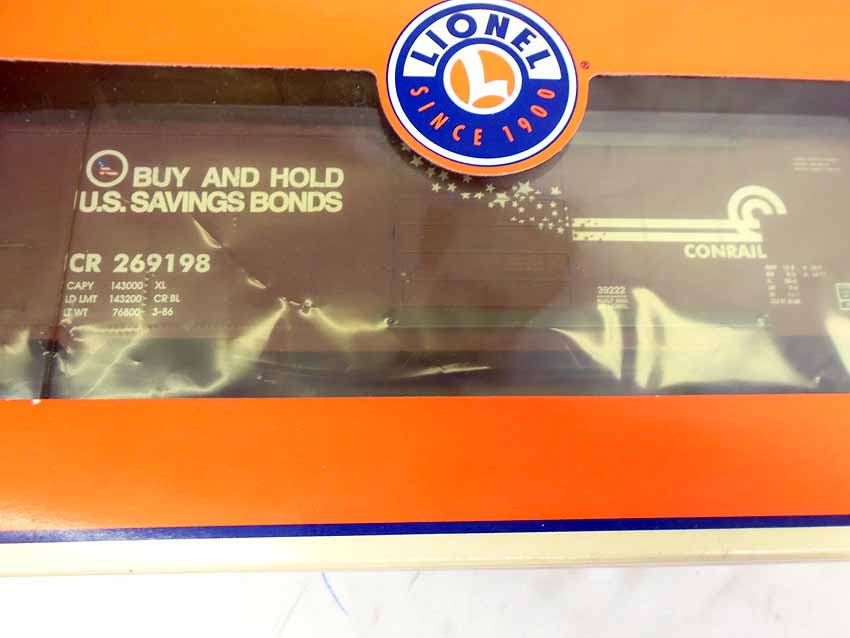 LIONEL
SINCE 1900
®
BUY AND HOLD
U.S. SAVINGS BONDS
CR 269198
CAPY 143000 XL
LD LMT 143200 CR BL
LT WT 76800 3-86
CONRAIL
39222
BUILT